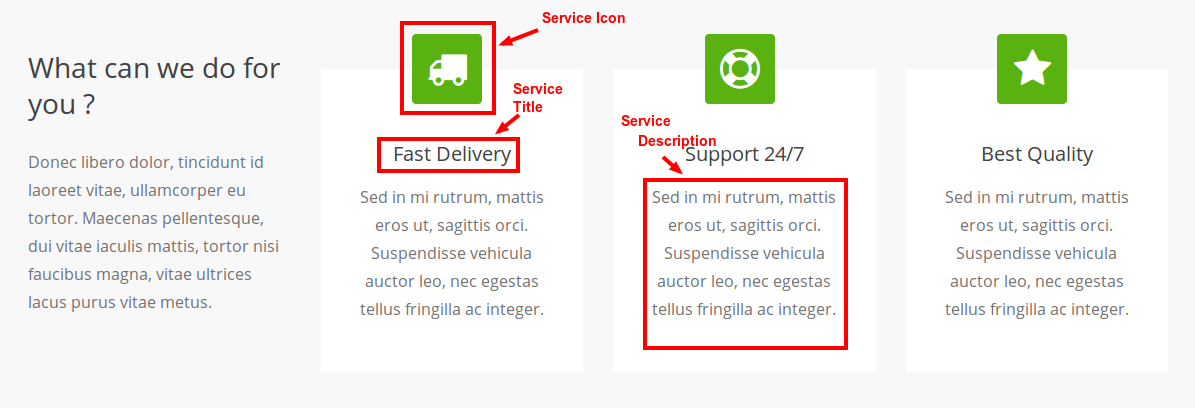 What can we do for
you ?
Donec libero dolor, tincidunt id
laoreet vitae, ullamcorper eu
tortor. Maecenas pellentesque,
dui vitae iaculis mattis, tortor nisi
faucibus magna, vitae ultrices
lacus purus vitae metus.
Service Icon
Service
Title
Fast Delivery
Sed in mi rutrum, mattis
eros ut, sagittis orci.
Suspendisse vehicula
auctor leo, nec egestas
tellus fringilla ac integer.
Service
Description
Support 24/7
Sed in mi rutrum, mattis
eros ut, sagittis orci.
Suspendisse vehicula
auctor leo, nec egestas
tellus fringilla ac integer.
Best Quality
Sed in mi rutrum, mattis
eros ut, sagittis orci.
Suspendisse vehicula
auctor leo, nec egestas
tellus fringilla ac integer.